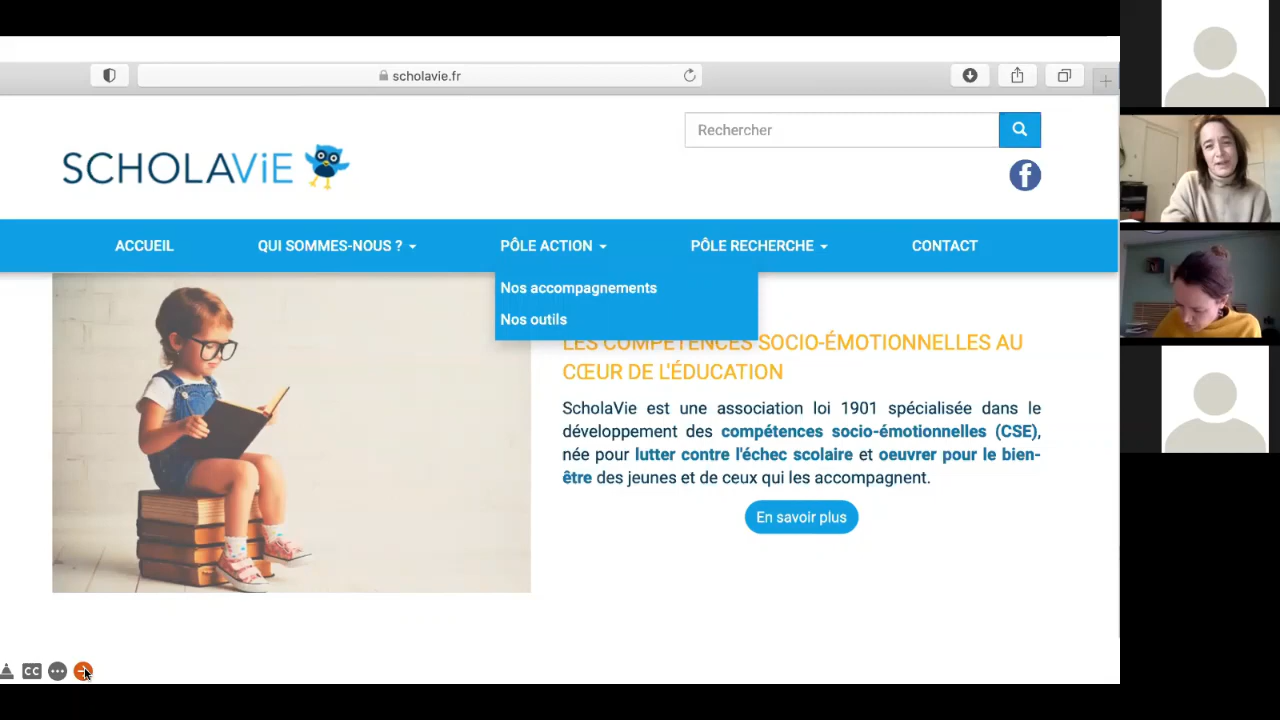 scholavie.fr
Rechercher
SCHOLAViE
ACCUEIL
QUI SOMMES-NOUS ?
PÔLE ACTION
PÔLE RECHERCHE
CONTACT
Nos accompagnements
Nos outils
LES COMPÉTENCES SOCIO-ÉMOTIONNELLES AU
CŒUR DE L'ÉDUCATION
ScholaVie est une association loi 1901 spécialisée dans le
développement des compétences socio-émotionnelles (CSE),
née pour lutter contre l'échec scolaire et oeuvrer pour le bien-
être des jeunes et de ceux qui les accompagnent.
En savoir plus
CC